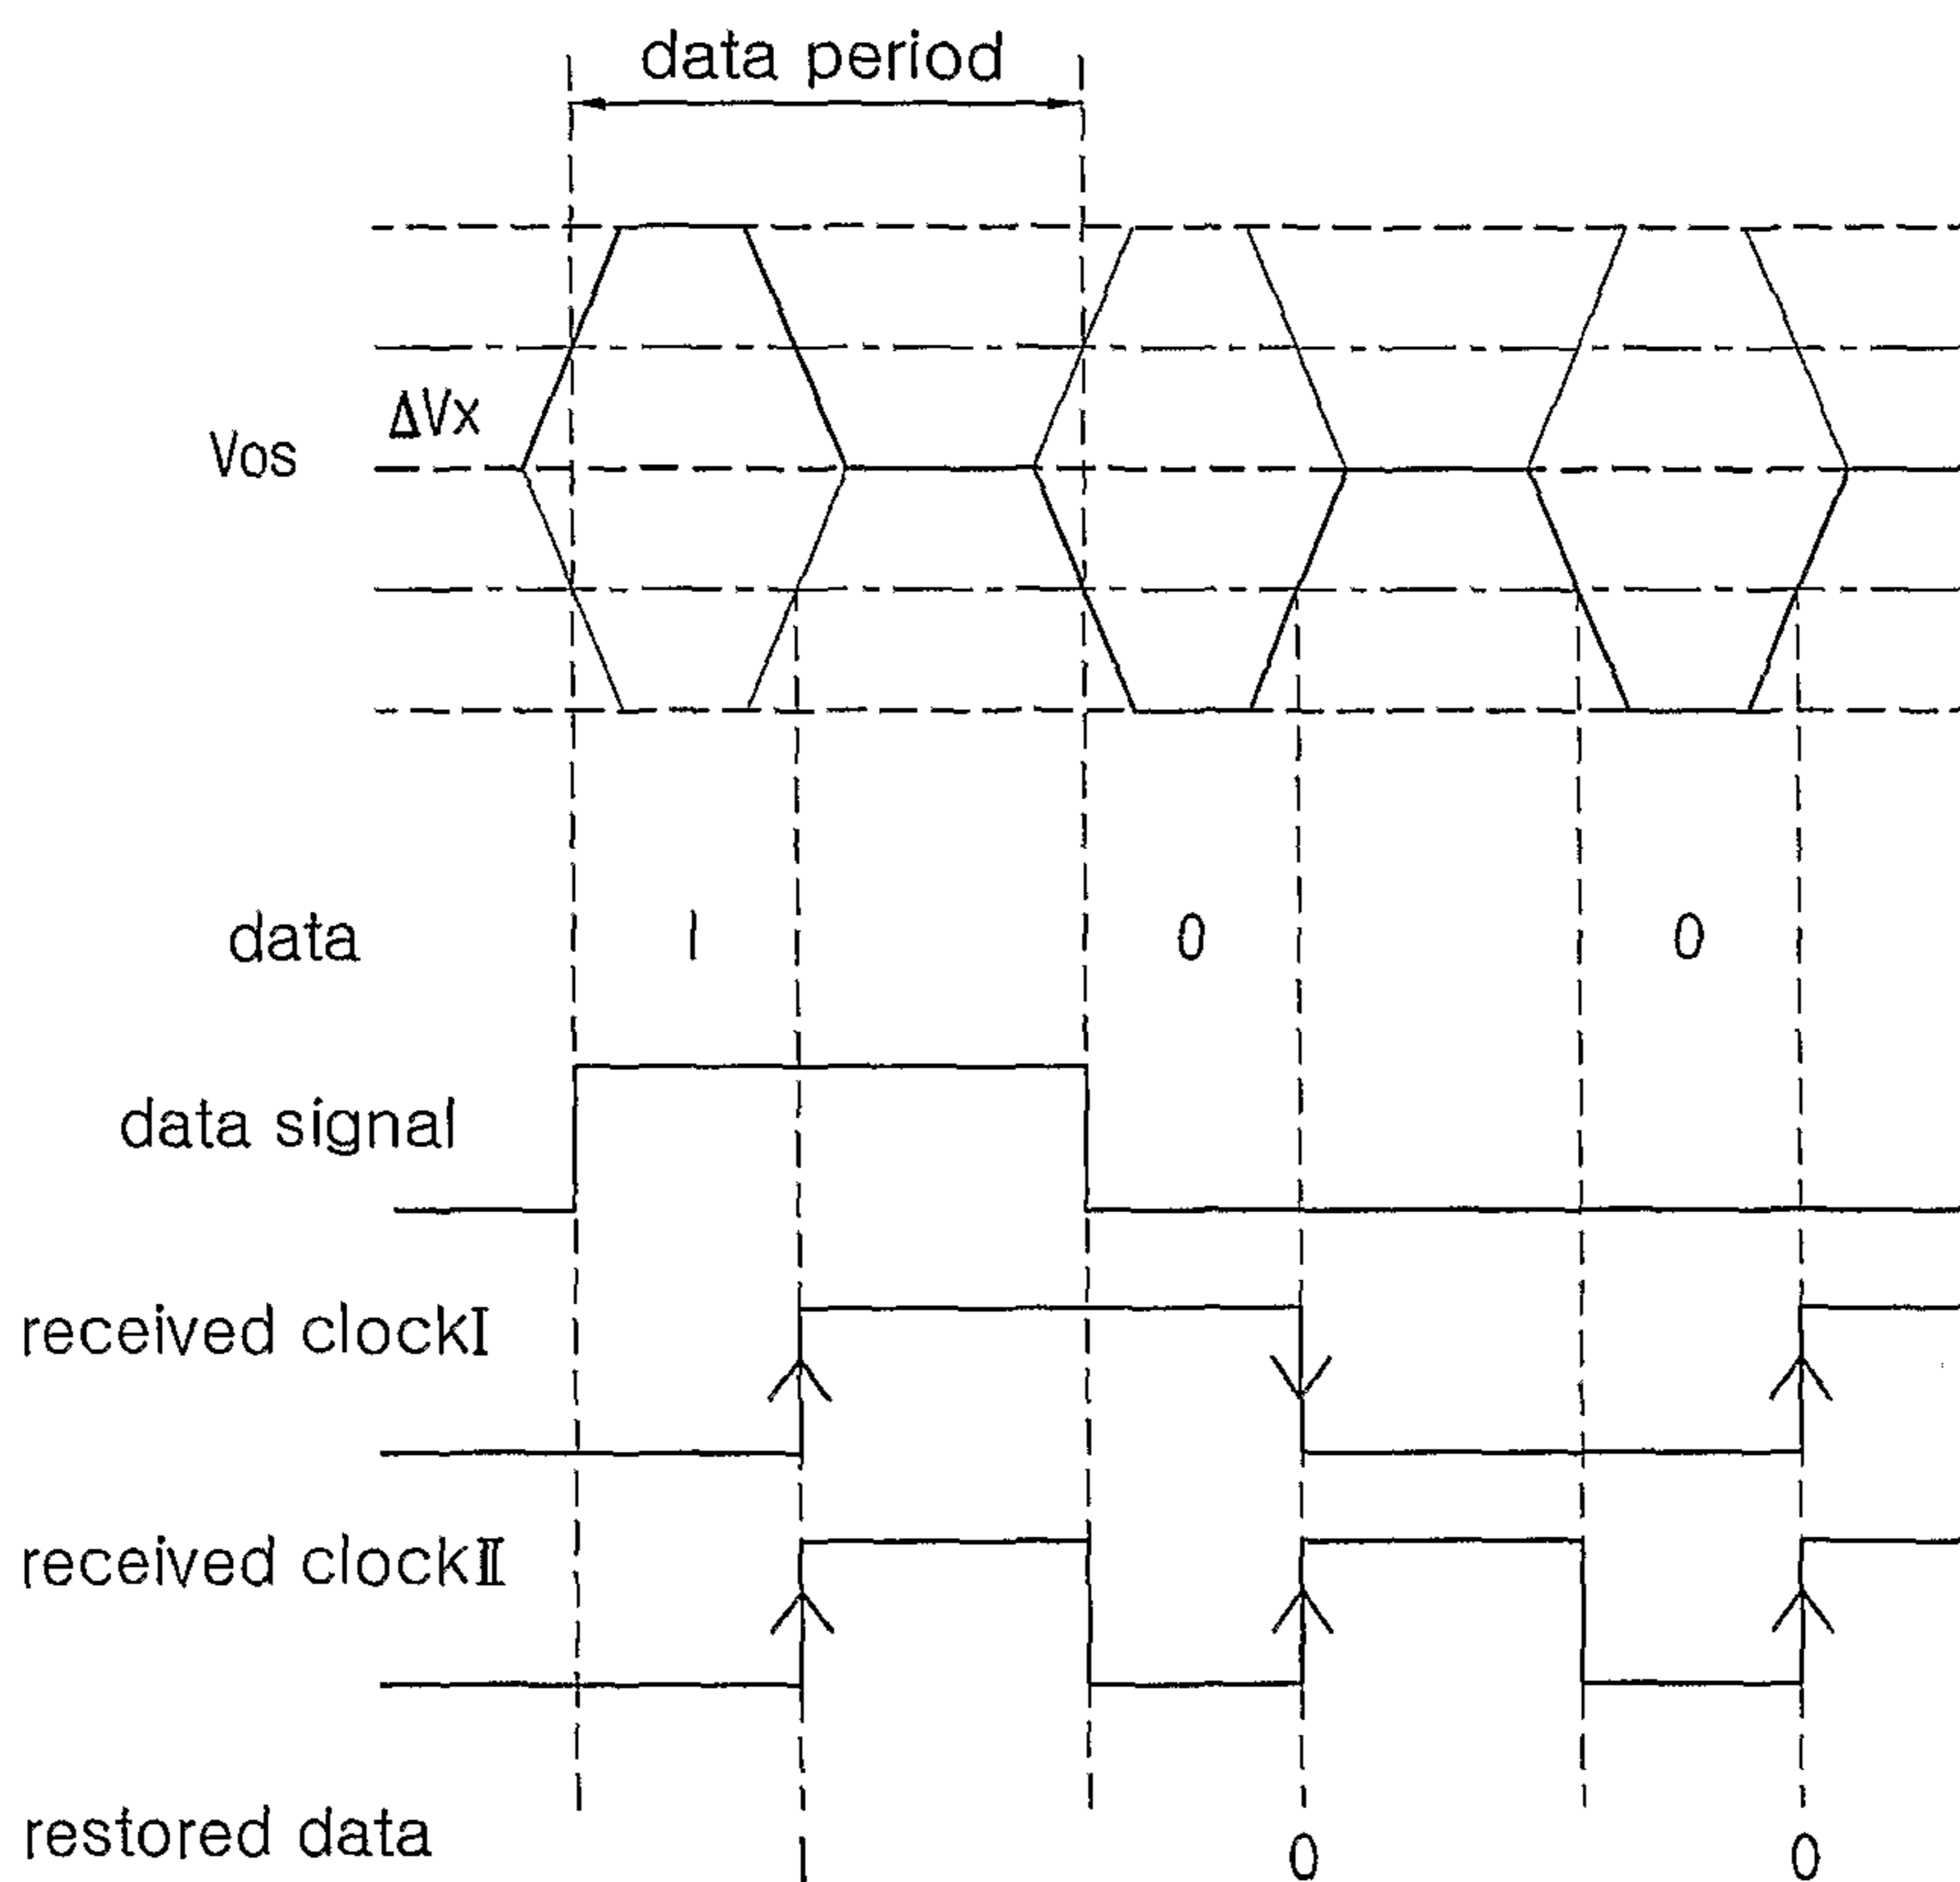 data period
ΔVx
Vos
data 1 0 0
data signal
received clockⅠ
received clockⅡ
restored data 1 0 0